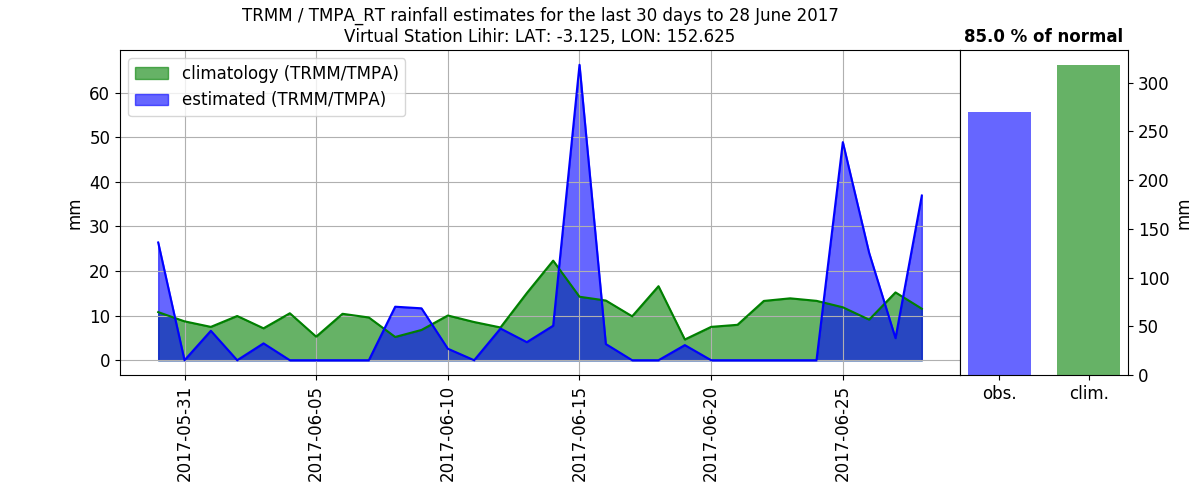 TRMM / TMPA_RT rainfall estimates for the last 30 days to 28 June 2017
Virtual Station Lihir: LAT: -3.125, LON: 152.625
85.0 % of normal
climatology (TRMM/TMPA)
estimated (TRMM/TMPA)
mm
60
50
40
30
20
10
0
2017-05-31
2017-06-05
2017-06-10
2017-06-15
2017-06-20
2017-06-25
obs.
clim.
300
250
200
150
100
50
0
mm